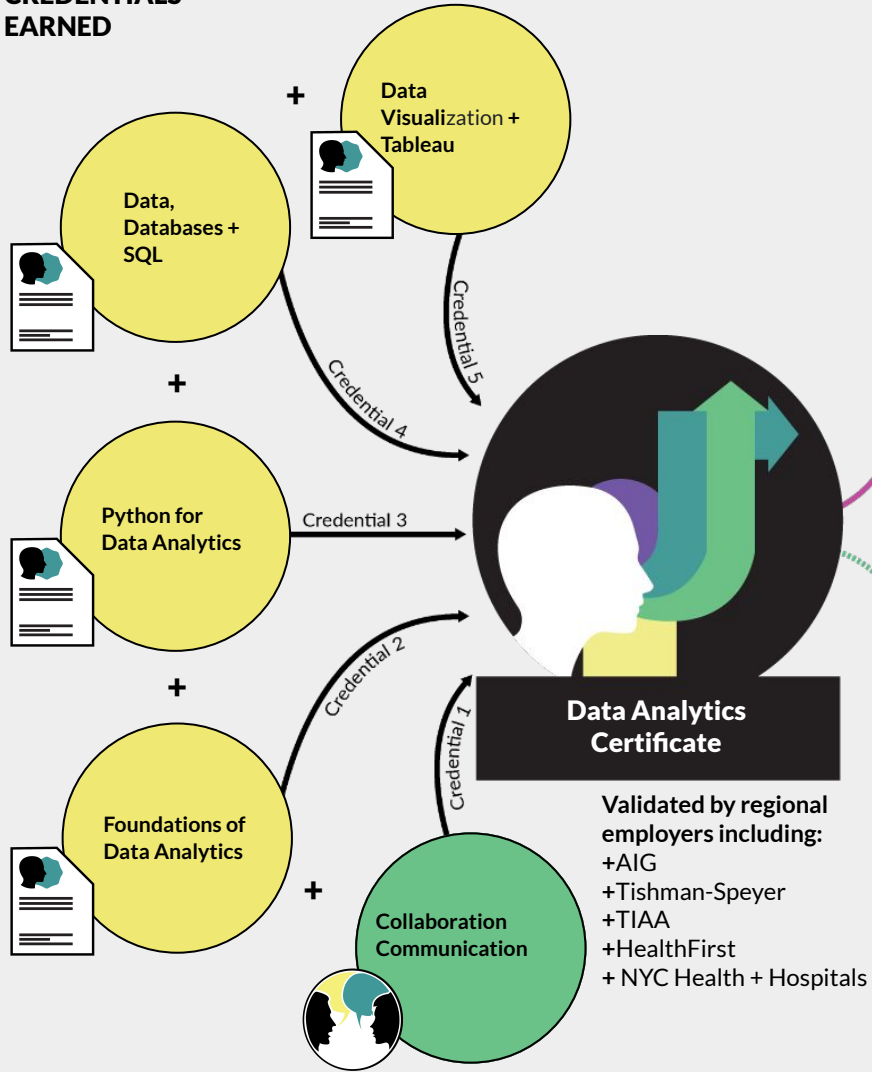 EARNED
+
Data
Visualization +
Tableau
Data,
Databases +
SQL
Credential 5
Credential 4
+
Python for
Data Analytics
Credential 3
+
Credential 2
Foundations of
Data Analytics
Credential 1
+
Collaboration
Communication
Data Analytics
Certificate
Validated by regional
employers including:
+AIG
+Tishman-Speyer
+TIAA
+HealthFirst
+ NYC Health + Hospitals